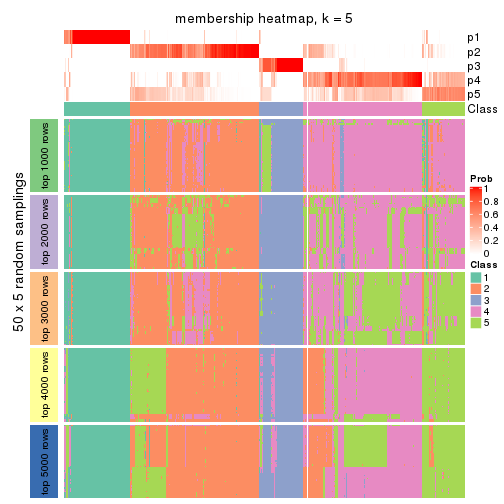 membership heatmap, k = 5
p1
p2
p3
p4
p5
Class
50 x 5 random samplings
top 1000 rows
top 2000 rows
top 3000 rows
top 4000 rows
top 5000 rows
Prob
1
0.8
0.6
0.4
0.2
0
Class
1
2
3
4
5